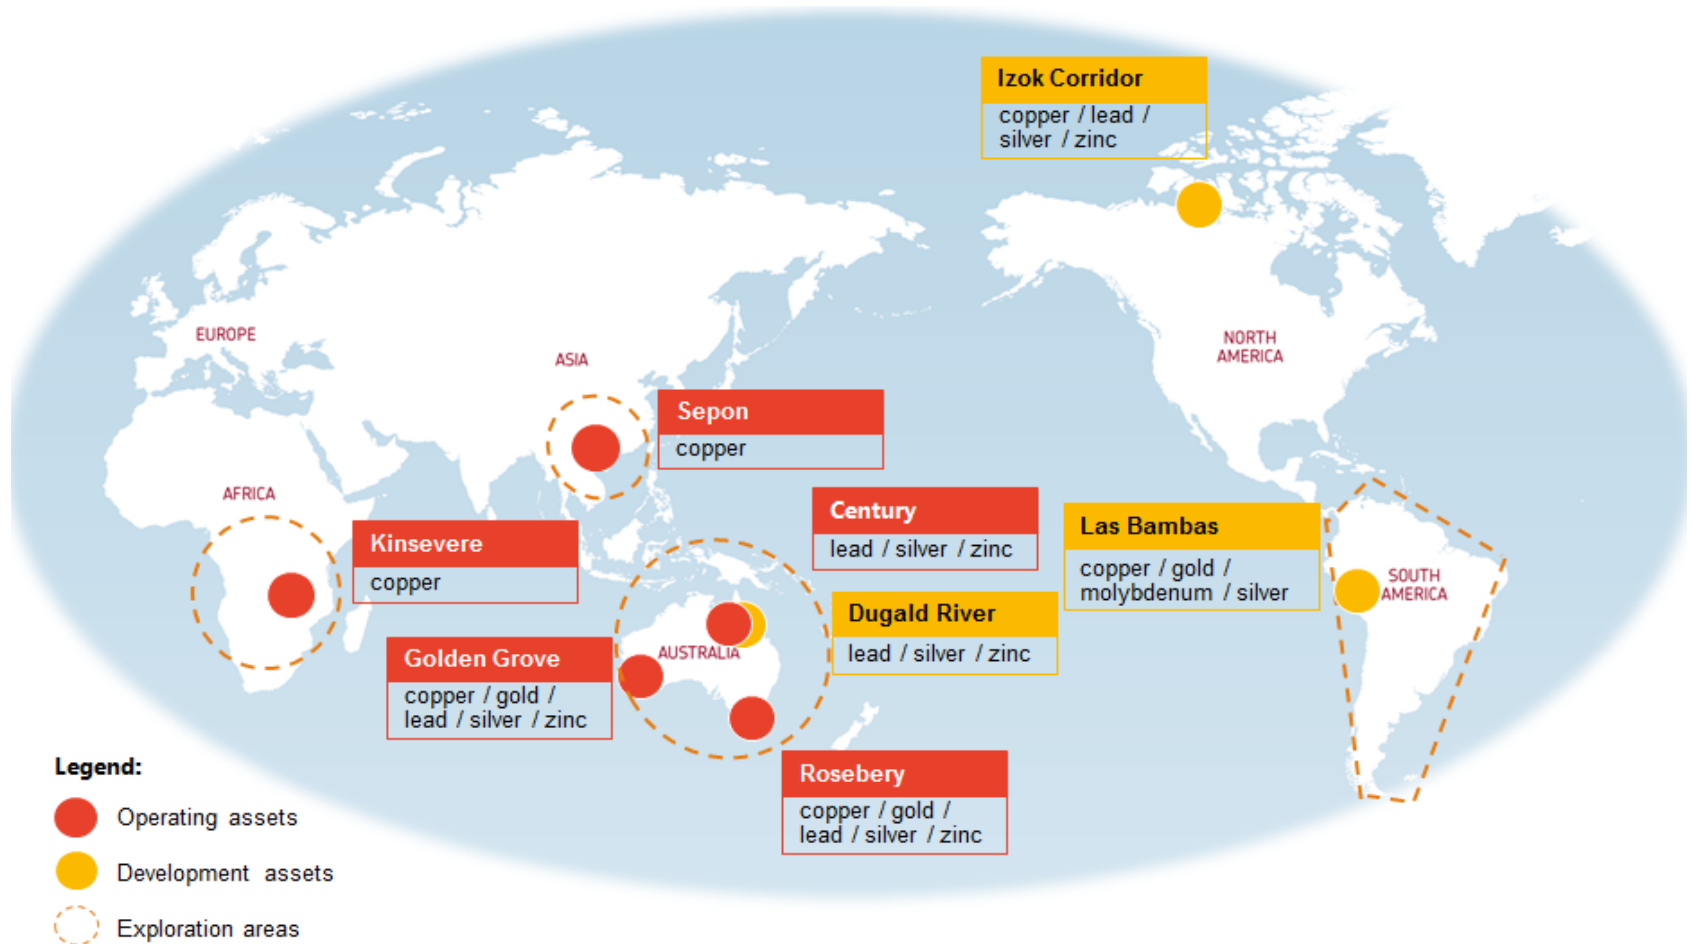 Izok Corridor
copper / lead /
silver / zinc
EUROPE
ASIA
NORTH
AMERICA
Sepon
copper
AFRICA
Century
lead / silver / zinc
Las Bambas
copper / gold /
molybdenum / silver
Kinsevere
copper
SOUTH
AMERICA
Dugald River
lead / silver / zinc
Golden Grove
copper / gold /
lead / silver / zinc
AUSTRALIA
Rosebery
copper / gold /
lead / silver / zinc
Legend:
Operating assets
Development assets
Exploration areas